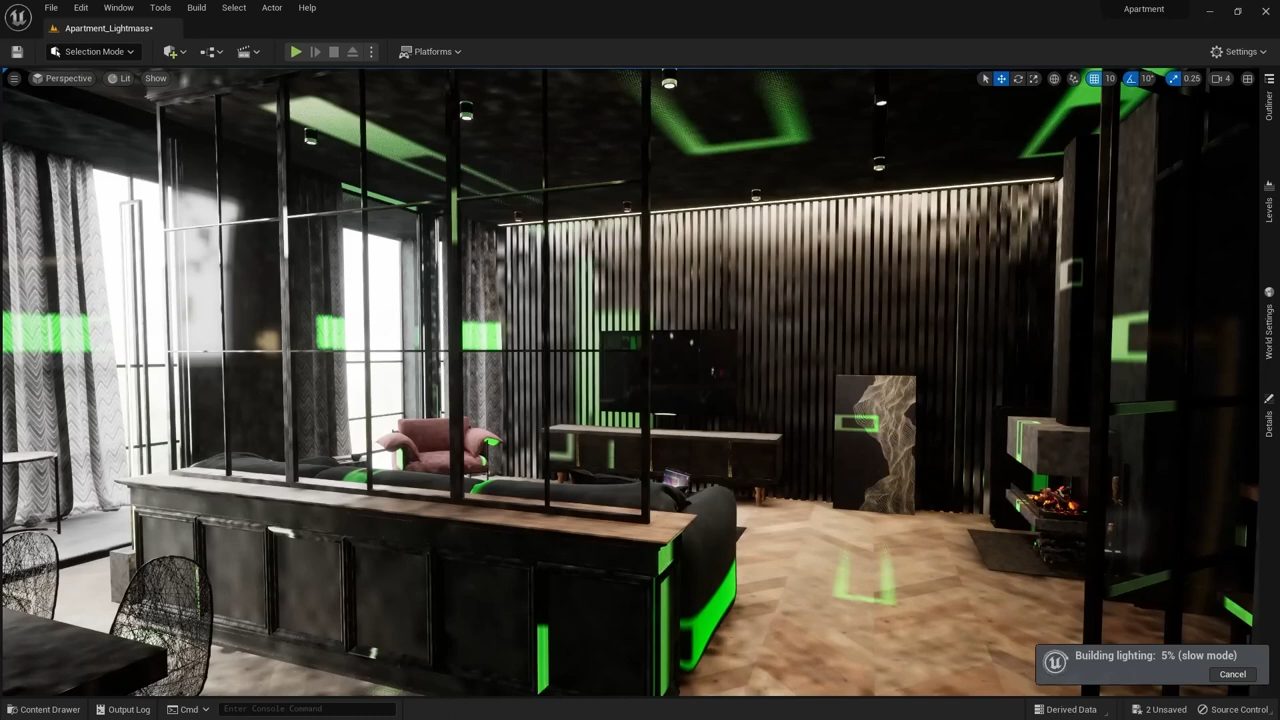 File Edit Window Tools Build Select Actor Help
Apartment
Apartment_Lightmass*
Selection Mode
Platforms
Settings
Perspective
Lit
Show
10
10°
0.25
4
Outliner
Levels
World Settings
Details
Building lighting: 5% (slow mode)
Cancel
Content Drawer
Output Log
Cmd
Enter Console Command
Derived Data
2 Unsaved
Source Control